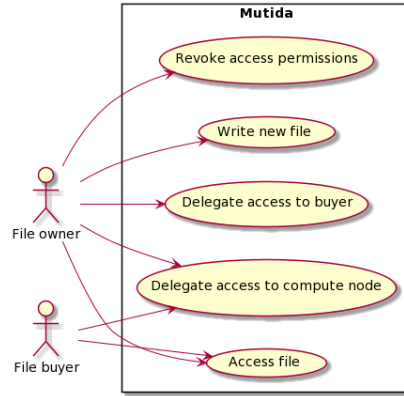 Mutida
Revoke access permissions
Write new file
Delegate access to buyer
File owner
Delegate access to compute node
File buyer
Access file